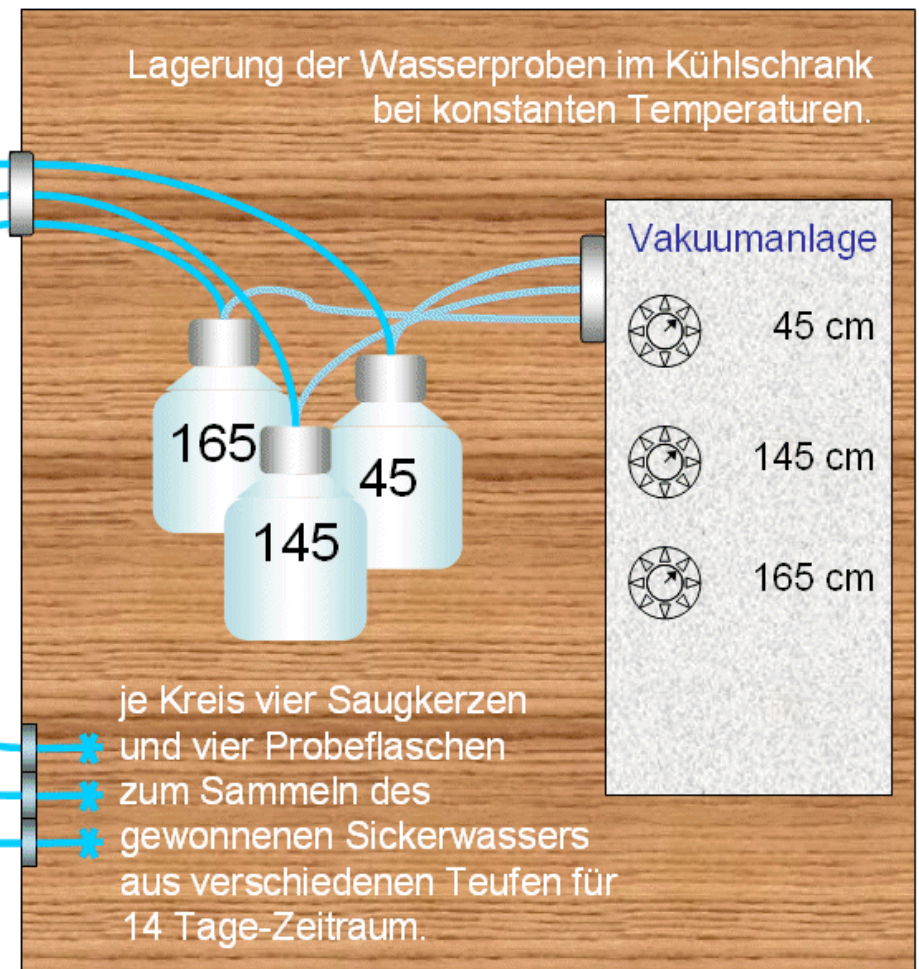 Lagerung der Wasserproben im Kühlschrank
bei konstanten Temperaturen.
Vakuumanlage
45 cm
145 cm
165 cm
165
45
145
je Kreis vier Saugkerzen
und vier Probeflaschen
zum Sammeln des
gewonnenen Sickerwassers
aus verschiedenen Teufen für
14 Tage-Zeitraum.